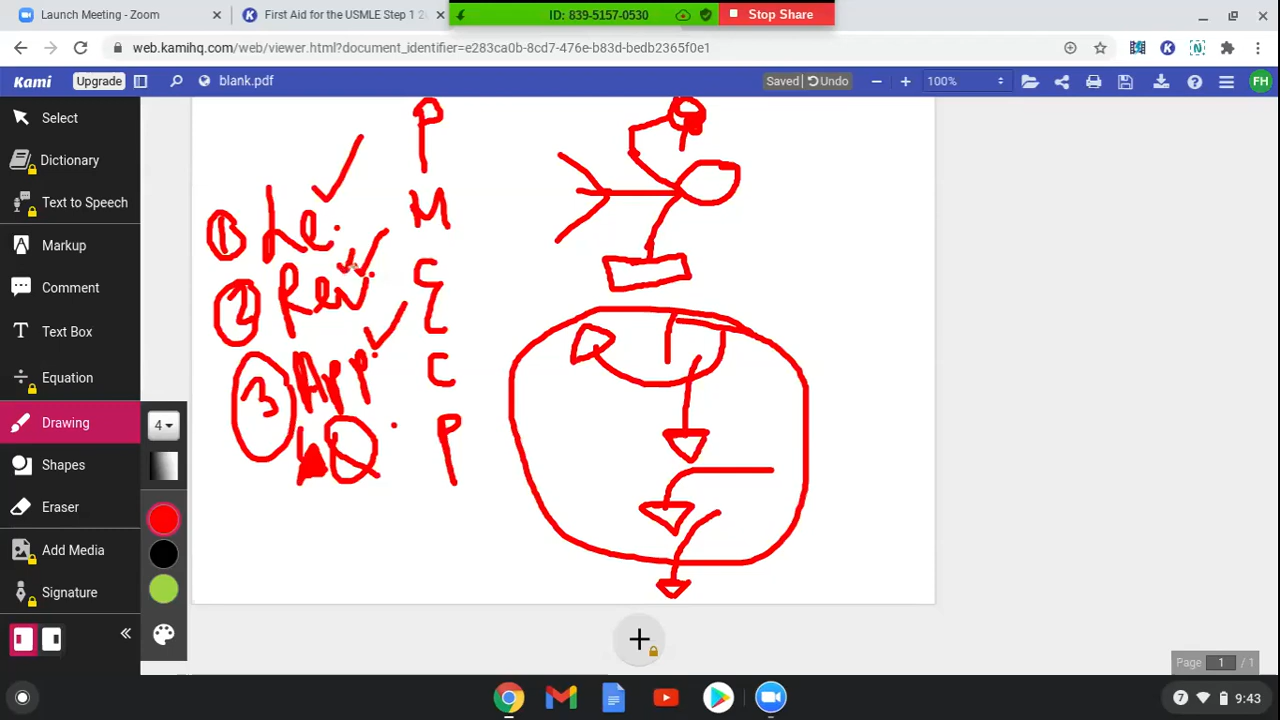 Launch Meeting - Zoom
First Aid for the USMLE Step 1 2
ID: 839-5157-0530
Stop Share
web.kamihq.com/web/viewer.html?document_identifier=e283ca0b-8cd7-476e-b83d-bedb2365f0e1
Kami Upgrade blank.pdf Saved Undo 100% FH
Select
Dictionary
Text to Speech
Markup
Comment
Text Box
Equation
Drawing
4
Shapes
Eraser
Add Media
Signature
P
M
① Le.
② Rev.
③ App.
C
Q
P
Page 1 / 1
7 9:43